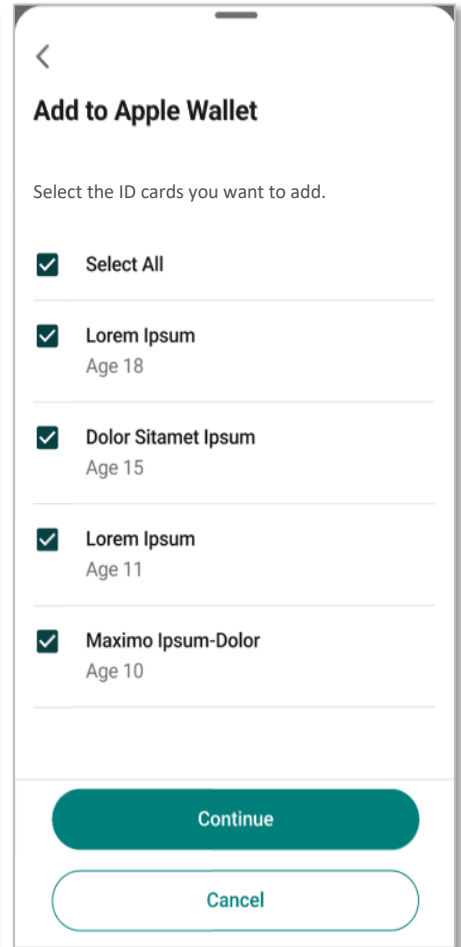 Add to Apple Wallet
Select the ID cards you want to add.
Select All
Lorem Ipsum
Age 18
Dolor Sitamet Ipsum
Age 15
Lorem Ipsum
Age 11
Maximo Ipsum-Dolor
Age 10
Continue
Cancel